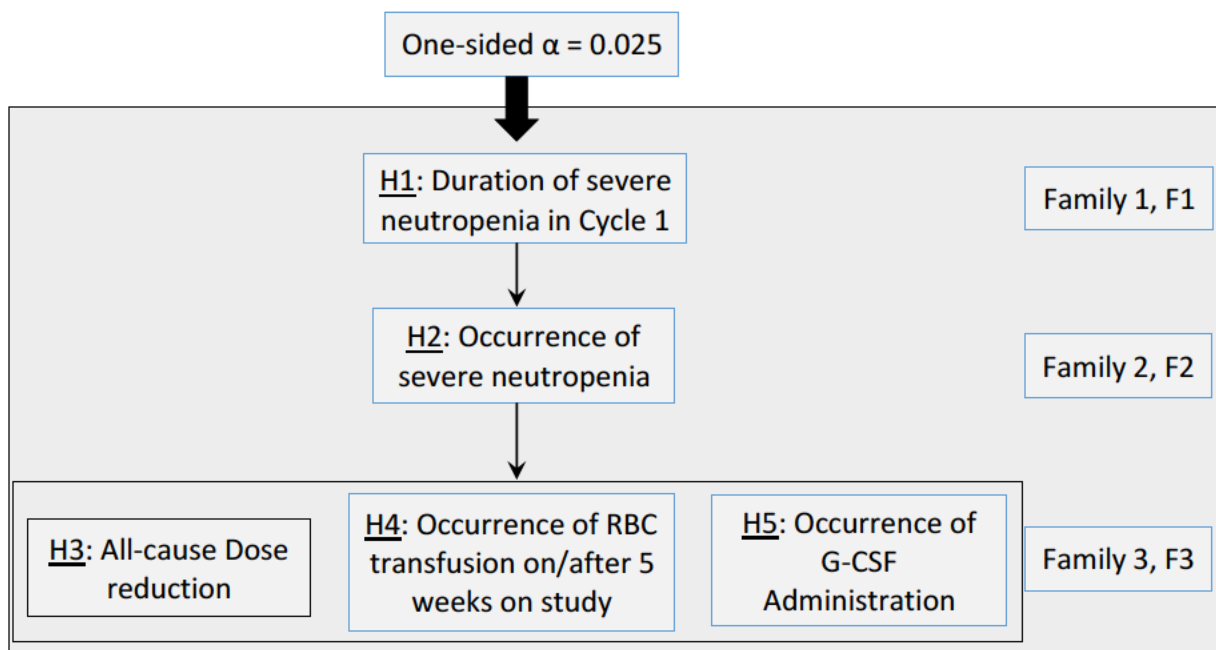 One-sided α = 0.025
H1: Duration of severe
neutropenia in Cycle 1
Family 1, F1
H2: Occurrence of
severe neutropenia
Family 2, F2
H3: All-cause Dose
reduction
H4: Occurrence of RBC
transfusion on/after 5
weeks on study
H5: Occurrence of
G-CSF
Administration
Family 3, F3